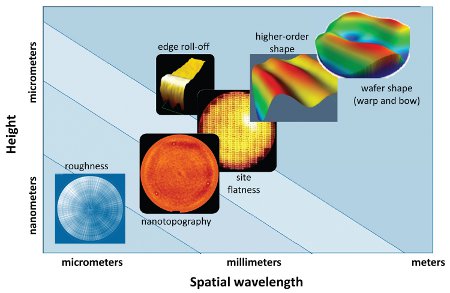 edge roll-off
higher-order
shape
wafer shape
(warp and bow)
micrometers
Height
nanometers
roughness
site
flatness
nanotopography
micrometers
millimeters
meters
Spatial wavelength